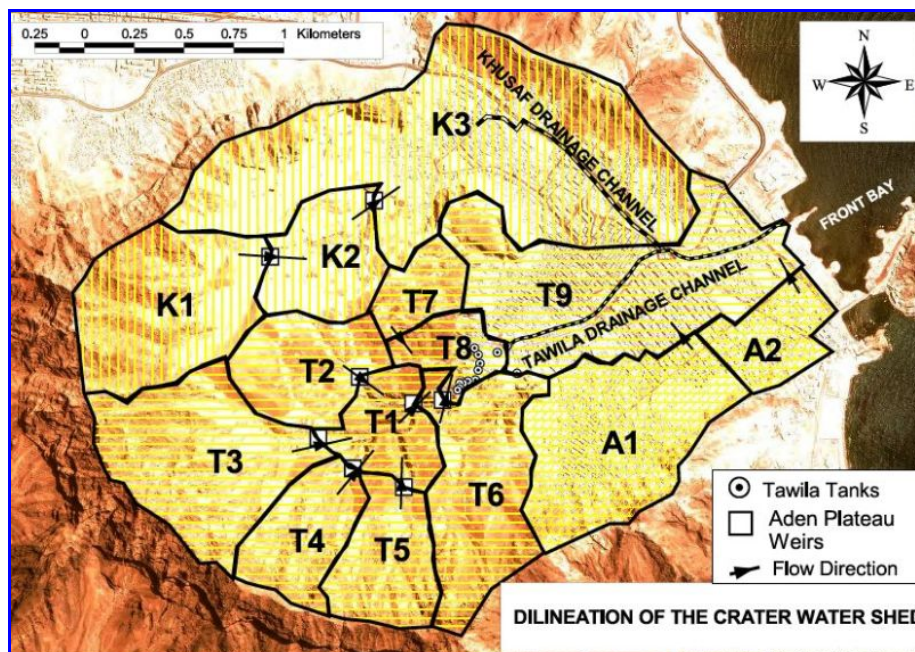 0.25 0 0.25 0.5 0.75 1 Kilometers
N
W E
S
KHUSAF DRAINAGE CHANNEL
K3
FRONT BAY
K2
K1
T7
T9
TAWILA DRAINAGE CHANNEL
T8
A2
T2
T1
A1
T3
T6
T4
T5
Tawila Tanks
Aden Plateau
Weirs
Flow Direction
DILINEATION OF THE CRATER WATER SHED